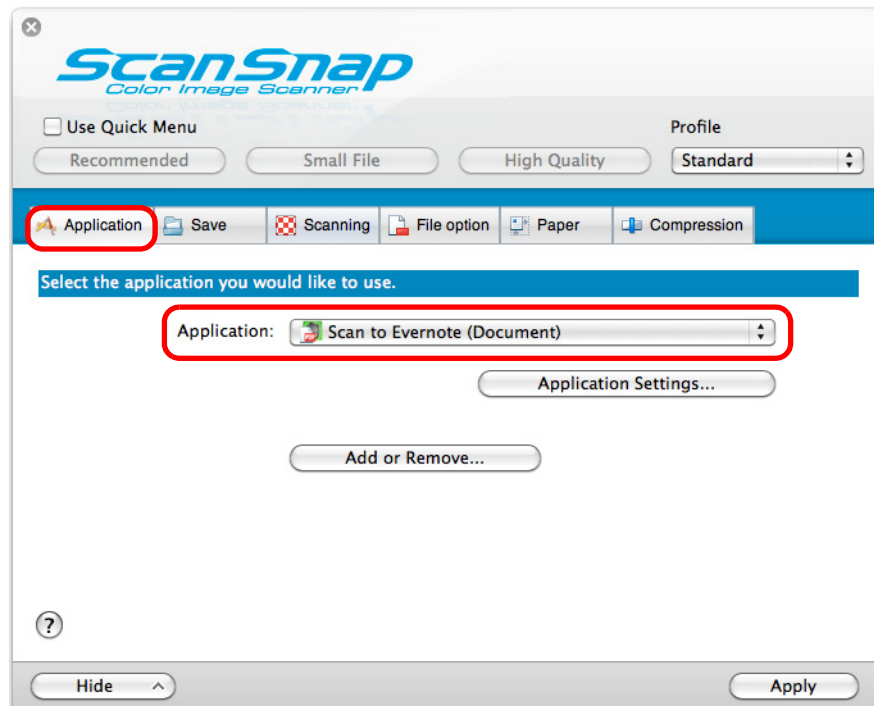 ScanSnap
Color Image Scanner
Use Quick Menu
Profile
Recommended Small File High Quality Standard
Application Save Scanning File option Paper Compression
Select the application you would like to use.
Application: Scan to Evernote (Document)
Application Settings...
Add or Remove...
?
Hide Apply